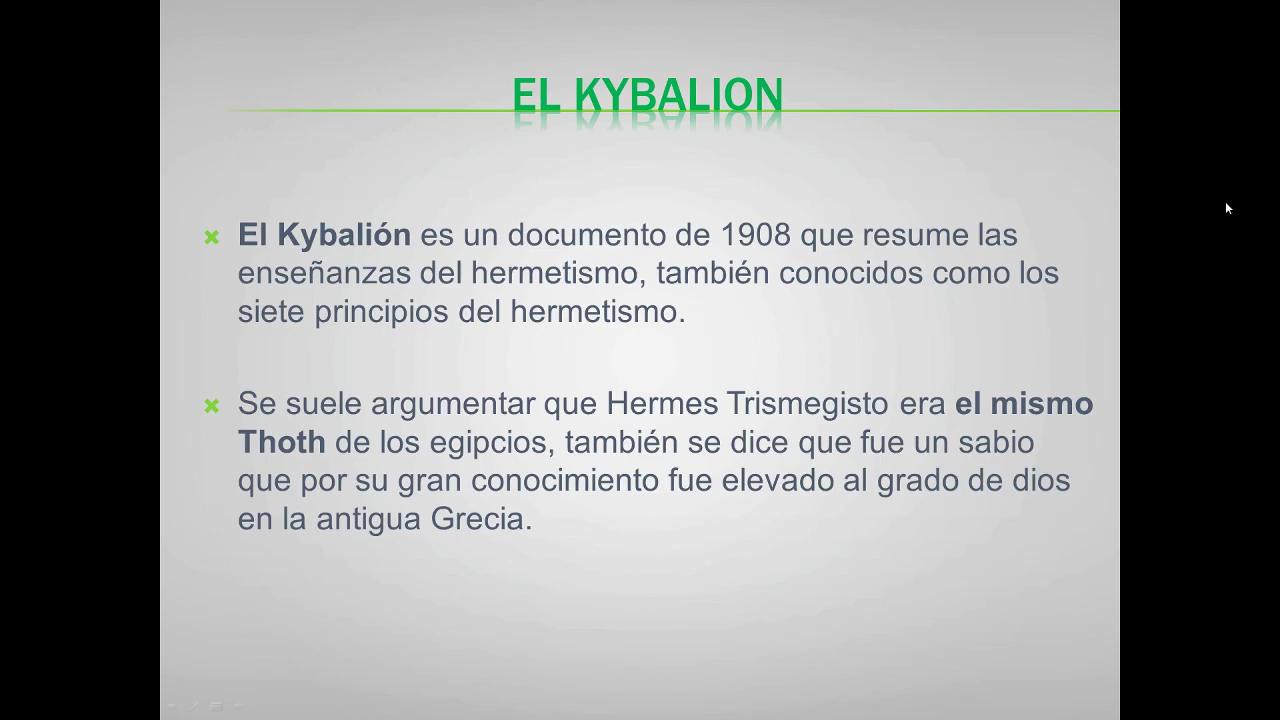 EL KYBALION
El Kybalión es un documento de 1908 que resume las
enseñanzas del hermetismo, también conocidos como los
siete principios del hermetismo.
Se suele argumentar que Hermes Trismegisto era el mismo
Thoth de los egipcios, también se dice que fue un sabio
que por su gran conocimiento fue elevado al grado de dios
en la antigua Grecia.